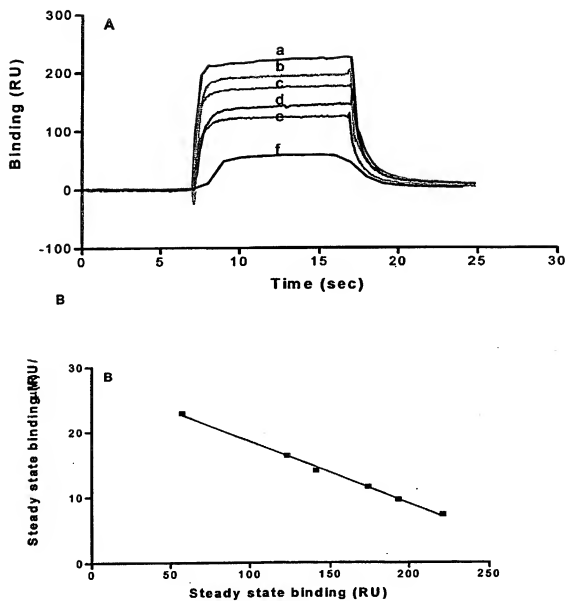 A
300
200
100
0
-100
Binding (RU)
a
b
c
d
e
f
0 5 10 15 20 25 30
Time (sec)
B
B
30
20
10
0
Steady state binding
0 50 100 150 200 250
Steady state binding (RU)